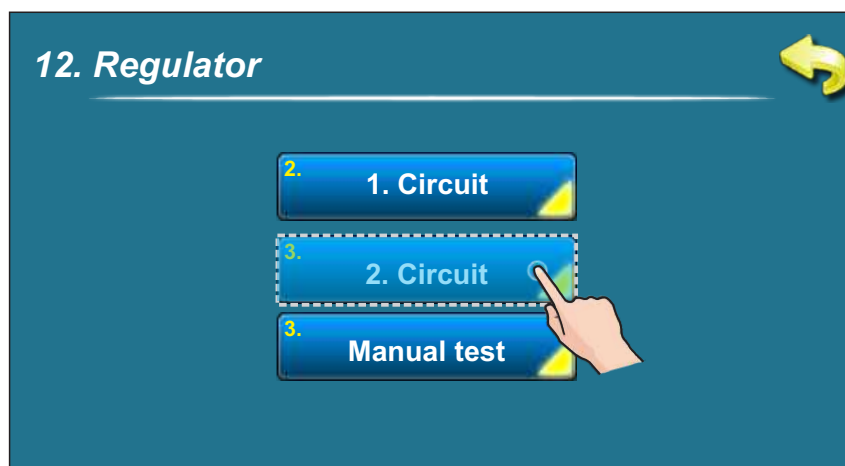 12. Regulator
2.
1. Circuit
3.
2. Circuit
3.
Manual test